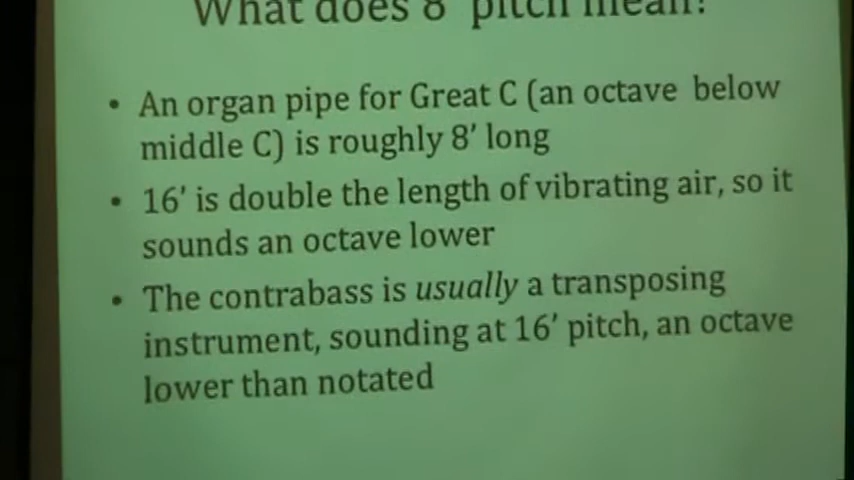 What does 8' pitch mean?
• An organ pipe for Great C (an octave below
middle C) is roughly 8' long
• 16' is double the length of vibrating air, so it
sounds an octave lower
• The contrabass is usually a transposing
instrument, sounding at 16' pitch, an octave
lower than notated